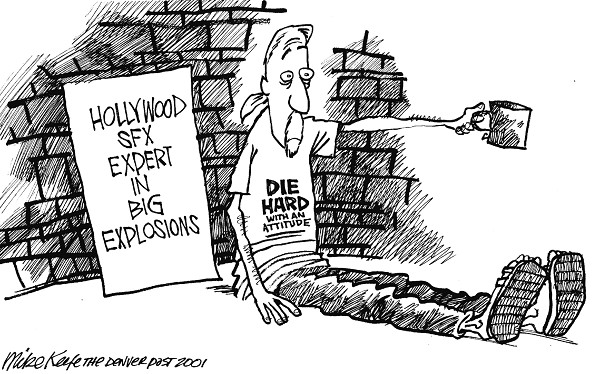 HOLLYWOOD
SFX
EXPERT
IN
BIG
EXPLOSIONS
DIE
HARD
WITH AN
ATTITUDE
MIKE KEEFE THE DENVER POST 2001